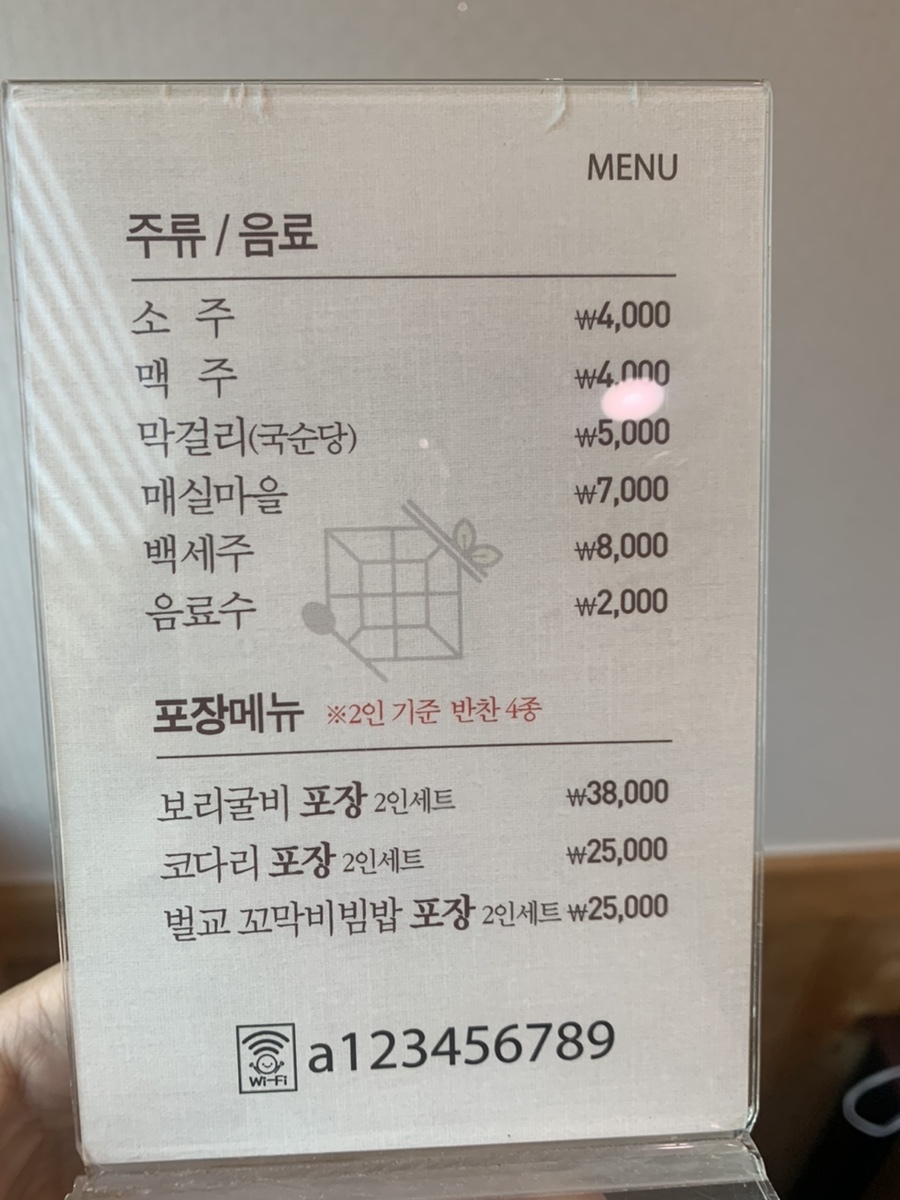 MENU
주류 / 음료
소 주 ₩4,000
맥 주 ₩4,000
막걸리(국순당) ₩5,000
매실마을 ₩7,000
백세주 ₩8,000
음료수 ₩2,000
포장메뉴 ※2인 기준 반찬 4종
보리굴비 포장 2인세트 ₩38,000
코다리 포장 2인세트 ₩25,000
벌교 꼬막비빔밥 포장 2인세트 ₩25,000
Wi-Fi a123456789